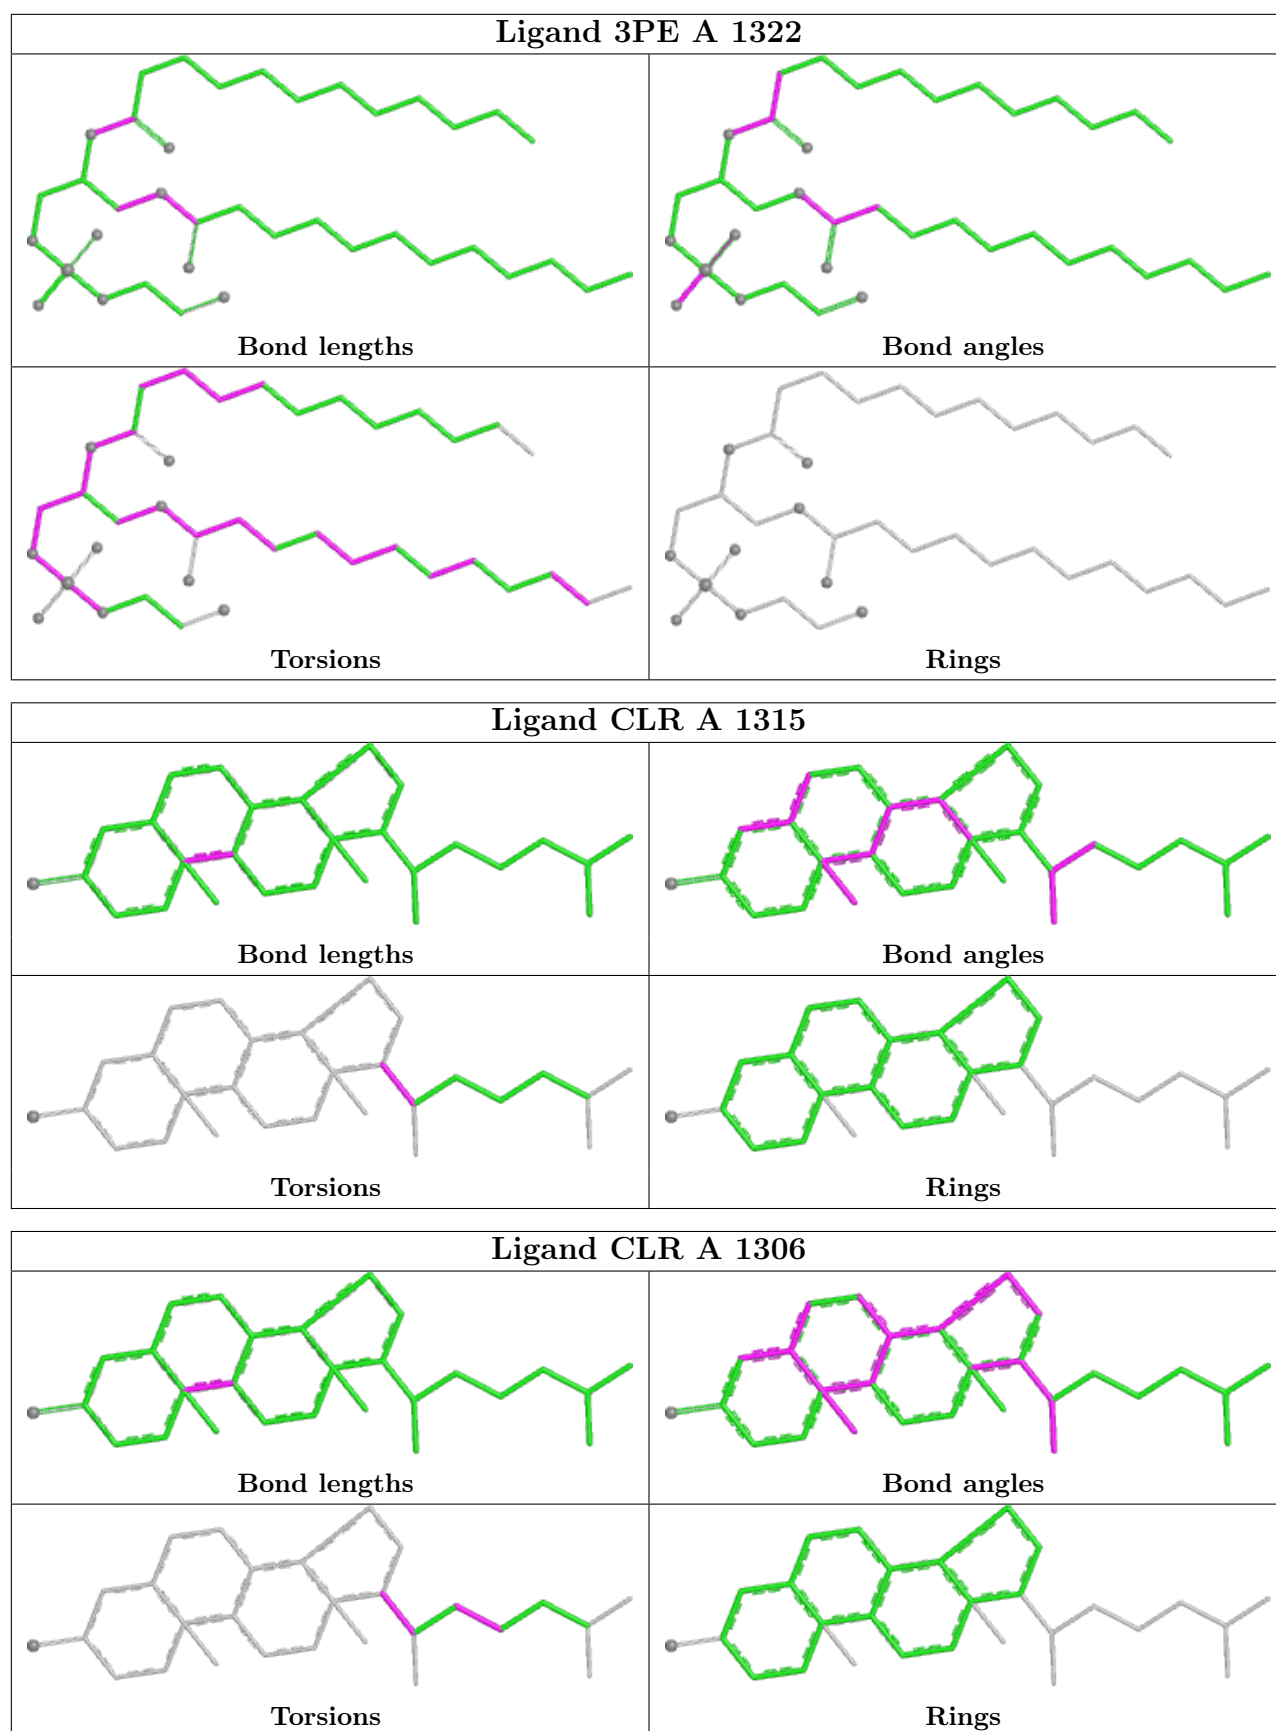 Ligand 3PE A 1322
Bond lengths
Bond angles
Torsions
Rings
Ligand CLR A 1315
Bond lengths
Bond angles
Torsions
Rings
Ligand CLR A 1306
Bond lengths
Bond angles
Torsions
Rings